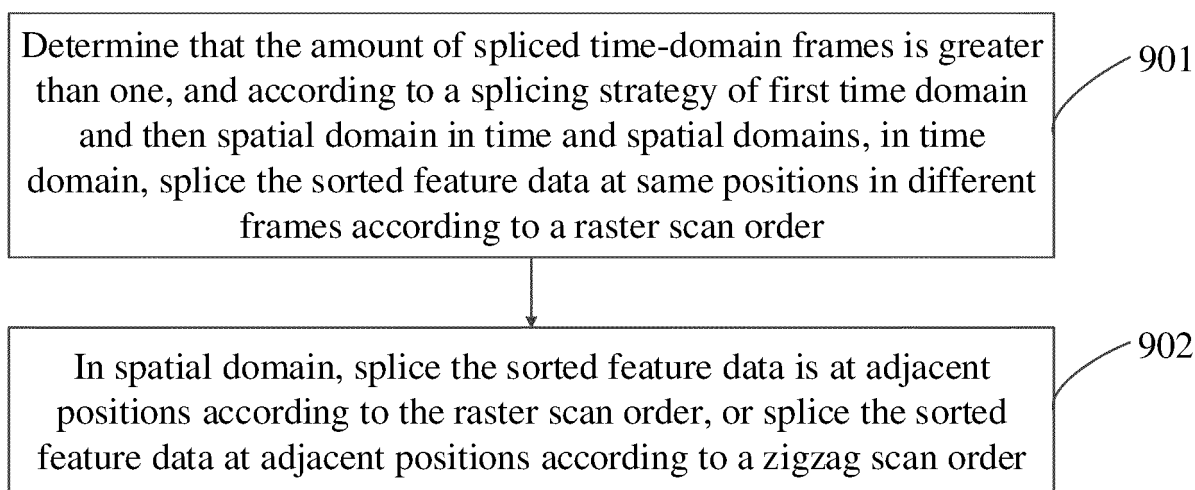 Determine that the amount of spliced time-domain frames is greater
than one, and according to a splicing strategy of first time domain
and then spatial domain in time and spatial domains, in time
domain, splice the sorted feature data at same positions in different
frames according to a raster scan order
901
In spatial domain, splice the sorted feature data is at adjacent
positions according to the raster scan order, or splice the sorted
feature data at adjacent positions according to a zigzag scan order
902